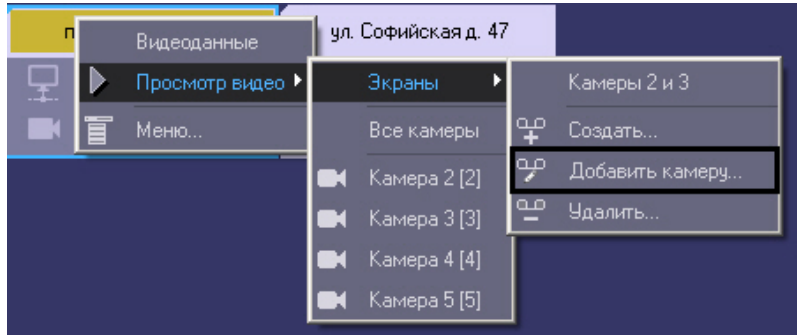 п
ул. Софийская д. 47
Видеоданные
Просмотр видео
Меню...
Экраны
Все камеры
Камера 2 [2]
Камера 3 [3]
Камера 4 [4]
Камера 5 [5]
Камеры 2 и 3
Создать...
Добавить камеру...
Удалить...